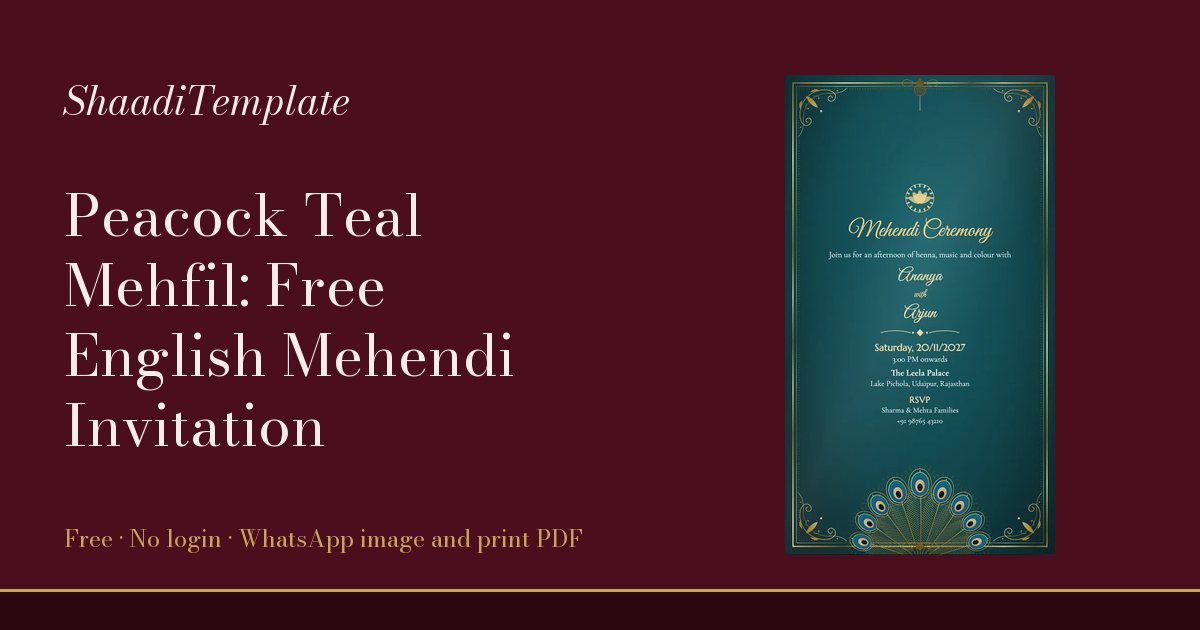 ShaadiTemplate
Peacock Teal
Mehfil: Free
English Mehendi
Invitation
Free · No login · WhatsApp image and print PDF
Mehendi Ceremony
Join us for an afternoon of henna, music and colour with
Ananya
with
Arjun
Saturday, 20/11/2027
3:00 PM onwards
The Leela Palace
Lake Pichola, Udaipur, Rajasthan
RSVP
Sharma & Mehta Families
+91 98765 43210